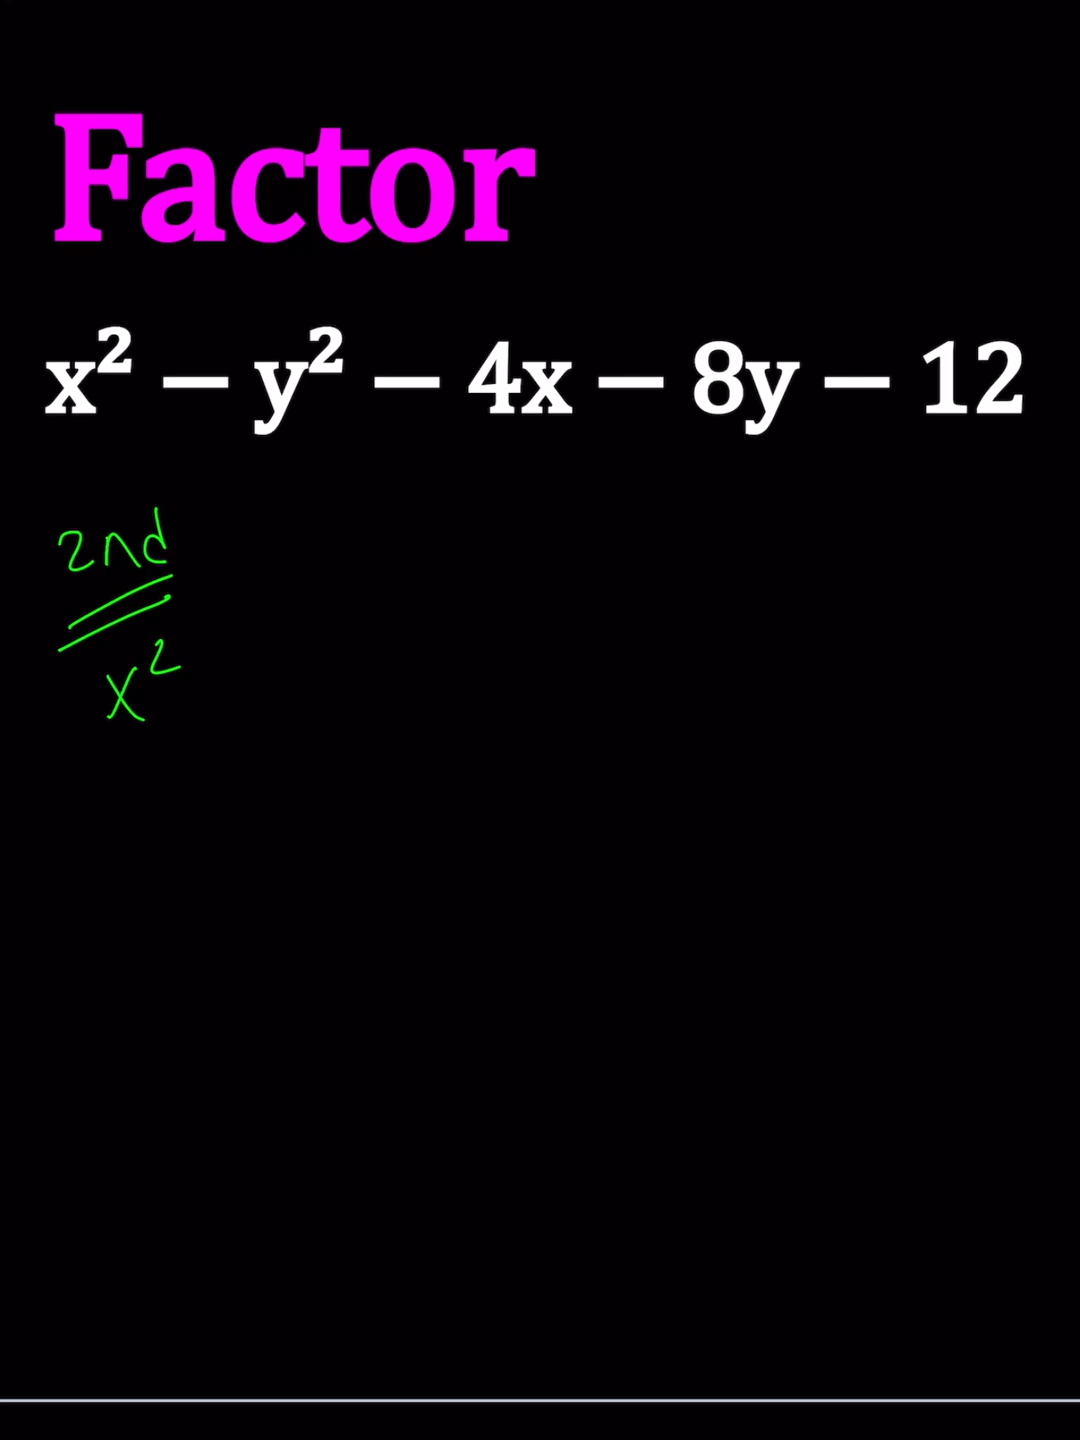 Factor
x² – y² – 4x – 8y – 12
2nd
x²